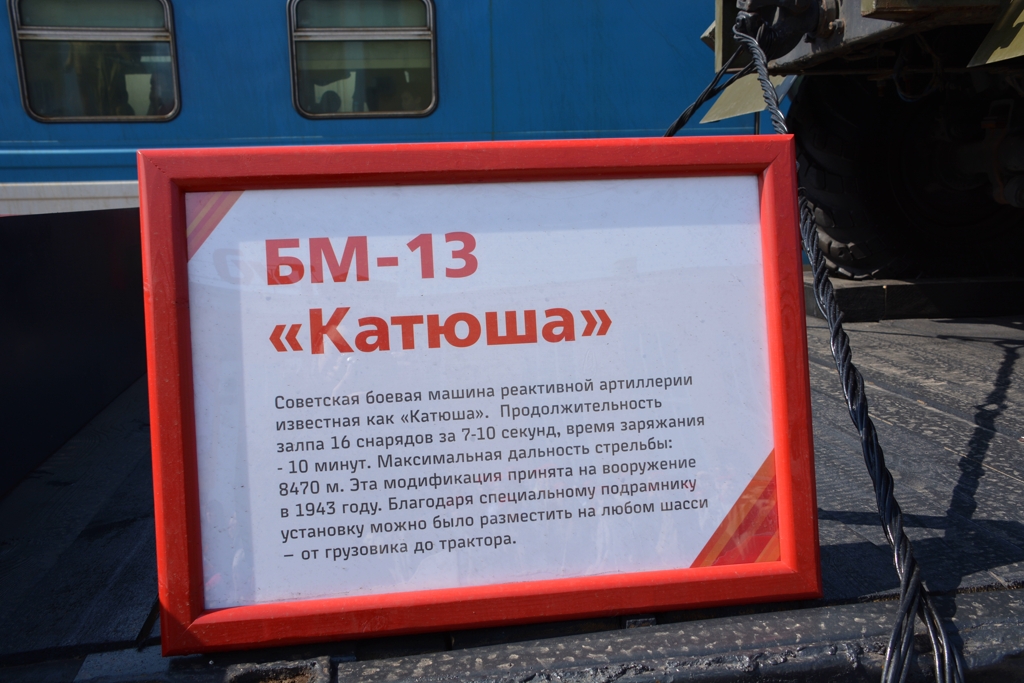 БМ-13
«Катюша»
Советская боевая машина реактивной артиллерии
известная как «Катюша». Продолжительность
залпа 16 снарядов за 7-10 секунд, время заряжания
- 10 минут. Максимальная дальность стрельбы:
8470 м. Эта модификация принята на вооружение
в 1943 году. Благодаря специальному подрамнику
установку можно было разместить на любом шасси
– от грузовика до трактора.